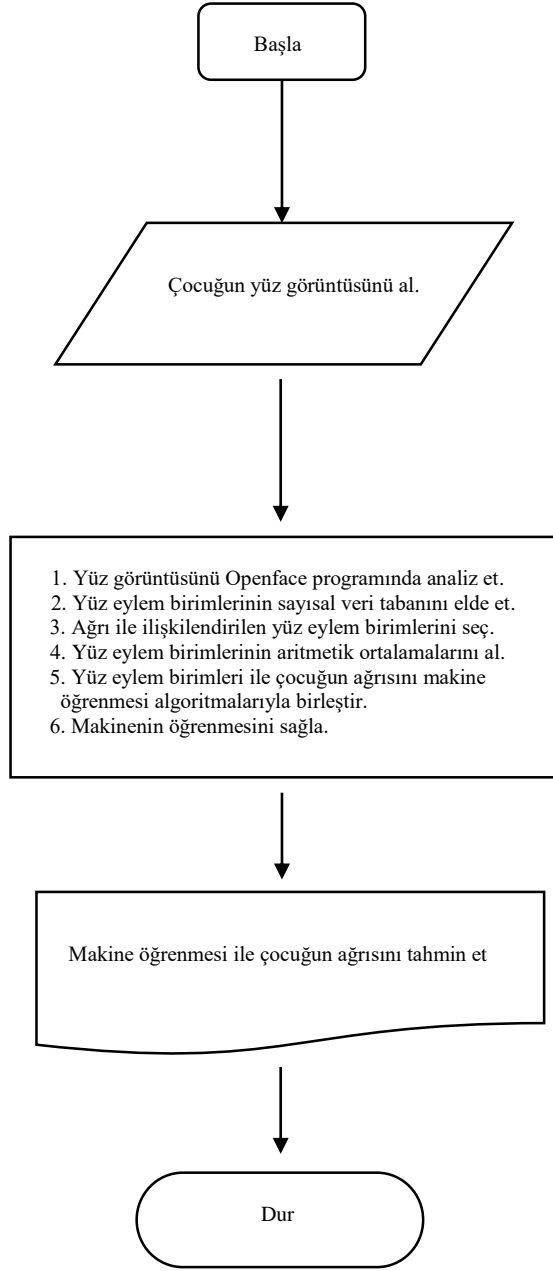 Başla
Çocuğun yüz görüntüsünü al.
1. Yüz görüntüsünü Openface programında analiz et.
2. Yüz eylem birimlerinin sayısal veri tabanını elde et.
3. Ağrı ile ilişkilendirilen yüz eylem birimlerini seç.
4. Yüz eylem birimlerinin aritmetik ortalamalarını al.
5. Yüz eylem birimleri ile çocuğun ağrısını makine
öğrenmesi algoritmalarıyla birleştir.
6. Makinenin öğrenmesini sağla.
Makine öğrenmesi ile çocuğun ağrısını tahmin et
Dur